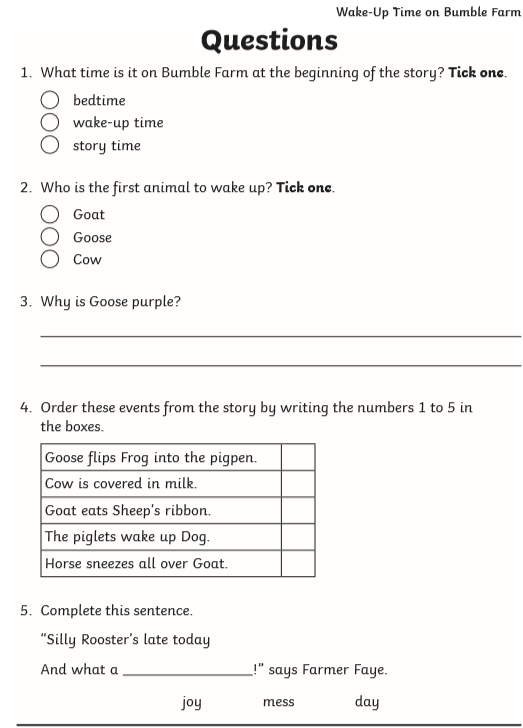 Wake-Up Time on Bumble Farm
Questions
1. What time is it on Bumble Farm at the beginning of the story? Tick one.
bedtime
wake-up time
story time
2. Who is the first animal to wake up? Tick one.
Goat
Goose
Cow
3. Why is Goose purple?
4. Order these events from the story by writing the numbers 1 to 5 in
the boxes.
Goose flips Frog into the pigpen.
Cow is covered in milk.
Goat eats Sheep's ribbon.
The piglets wake up Dog.
Horse sneezes all over Goat.
5. Complete this sentence.
“Silly Rooster's late today
And what a ____________________!” says Farmer Faye.
joy mess day